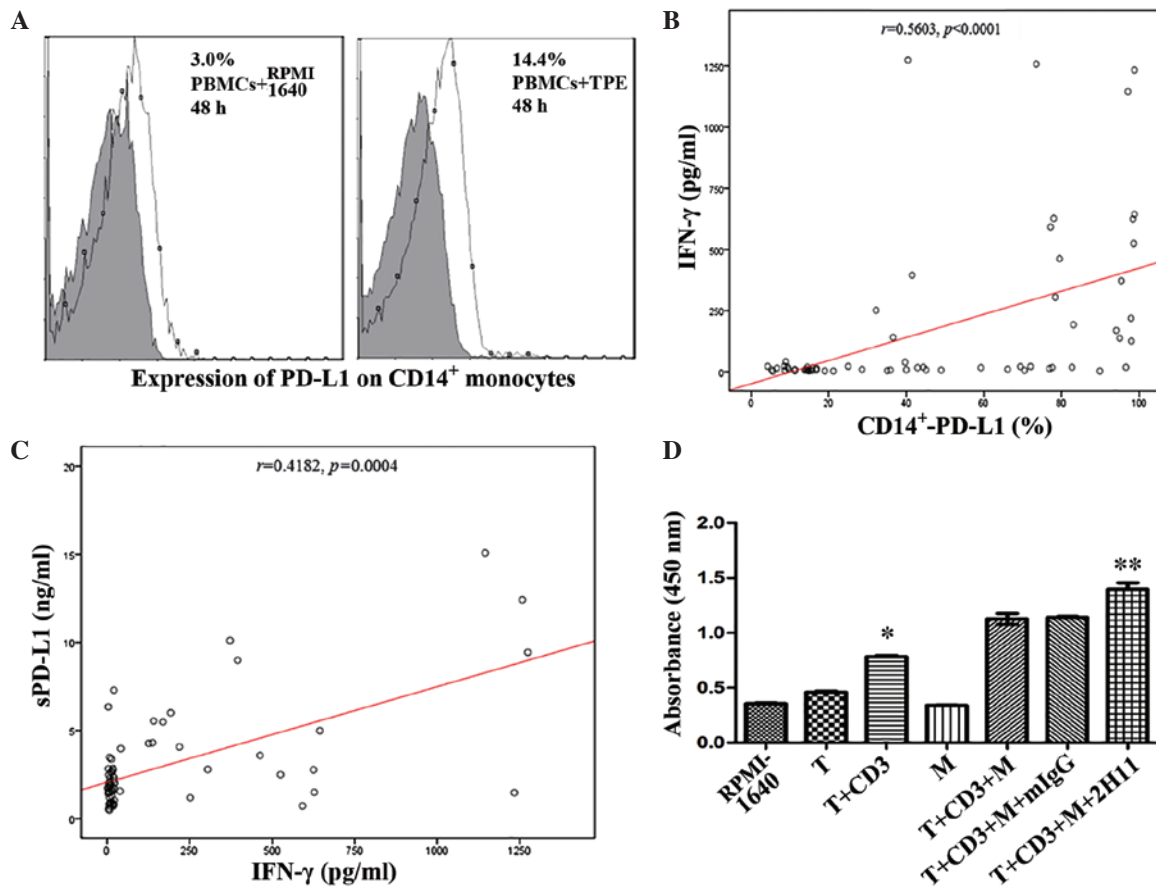 A
3.0%
PBMCs+RPMI 1640
48 h
14.4%
PBMCs+TPE
48 h
Expression of PD-L1 on CD14+ monocytes
B
r=0.5603, p<0.0001
IFN-γ (pg/ml)
1250
1000
750
500
250
0
0 20 40 60 80 100
CD14+-PD-L1 (%)
C
r=0.4182, p=0.0004
sPD-L1 (ng/ml)
20
15
10
5
0
0 250 500 750 1000 1250
IFN-γ (pg/ml)
D
Absorbance (450 nm)
2.0
1.5
1.0
0.5
0.0
*
**
RPMI-
1640
T
T+CD3
M
T+CD3+M
T+CD3+M+mIgG
T+CD3+M+2H11